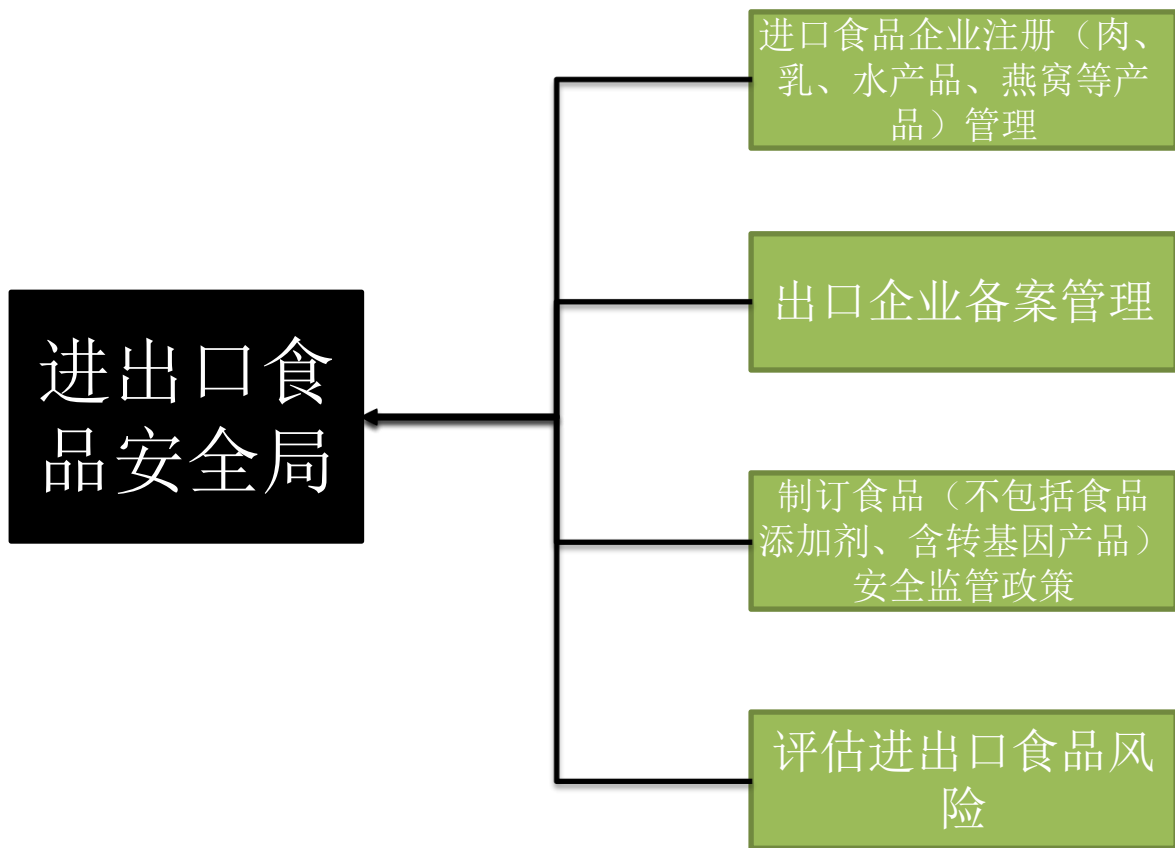 进口食品企业注册（肉、
乳、水产品、燕窝等产
品）管理
出口企业备案管理
进出口食
品安全局
制订食品（不包括食品
添加剂、含转基因产品）
安全监管政策
评估进出口食品风
险